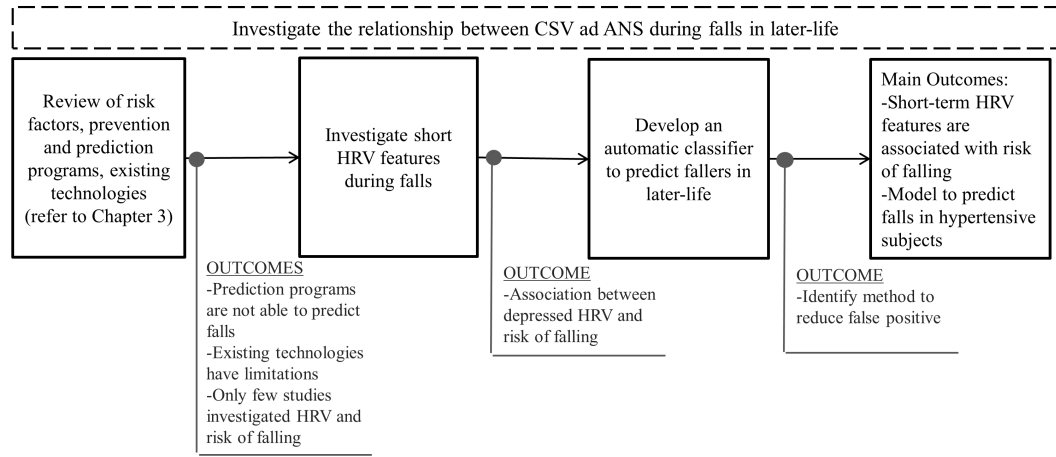 Investigate the relationship between CSV ad ANS during falls in later-life
Review of risk
factors, prevention
and prediction
programs, existing
technologies
(refer to Chapter 3)
OUTCOMES
-Prediction programs
are not able to predict
falls
-Existing technologies
have limitations
-Only few studies
investigated HRV and
risk of falling
Investigate short
HRV features
during falls
OUTCOME
-Association between
depressed HRV and
risk of falling
Develop an
automatic classifier
to predict fallers in
later-life
OUTCOME
-Identify method to
reduce false positive
Main Outcomes:
-Short-term HRV
features are
associated with risk
of falling
-Model to predict
falls in hypertensive
subjects